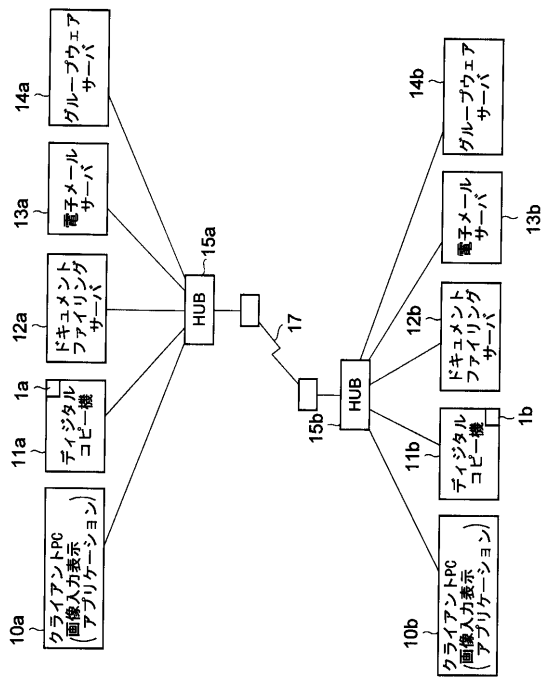 10a
クライアントPC
(画像入力表示
アプリケーション)
11a
1a
ディジタル
コピー機
12a
ドキュメント
ファイリング
サーバ
13a
電子メール
サーバ
14a
グループウェア
サーバ
HUB
15a
17
15b
HUB
10b
クライアントPC
(画像入力表示
アプリケーション)
11b
ディジタル
コピー機
1b
12b
ドキュメント
ファイリング
サーバ
電子メール
サーバ
13b
14b
グループウェア
サーバ